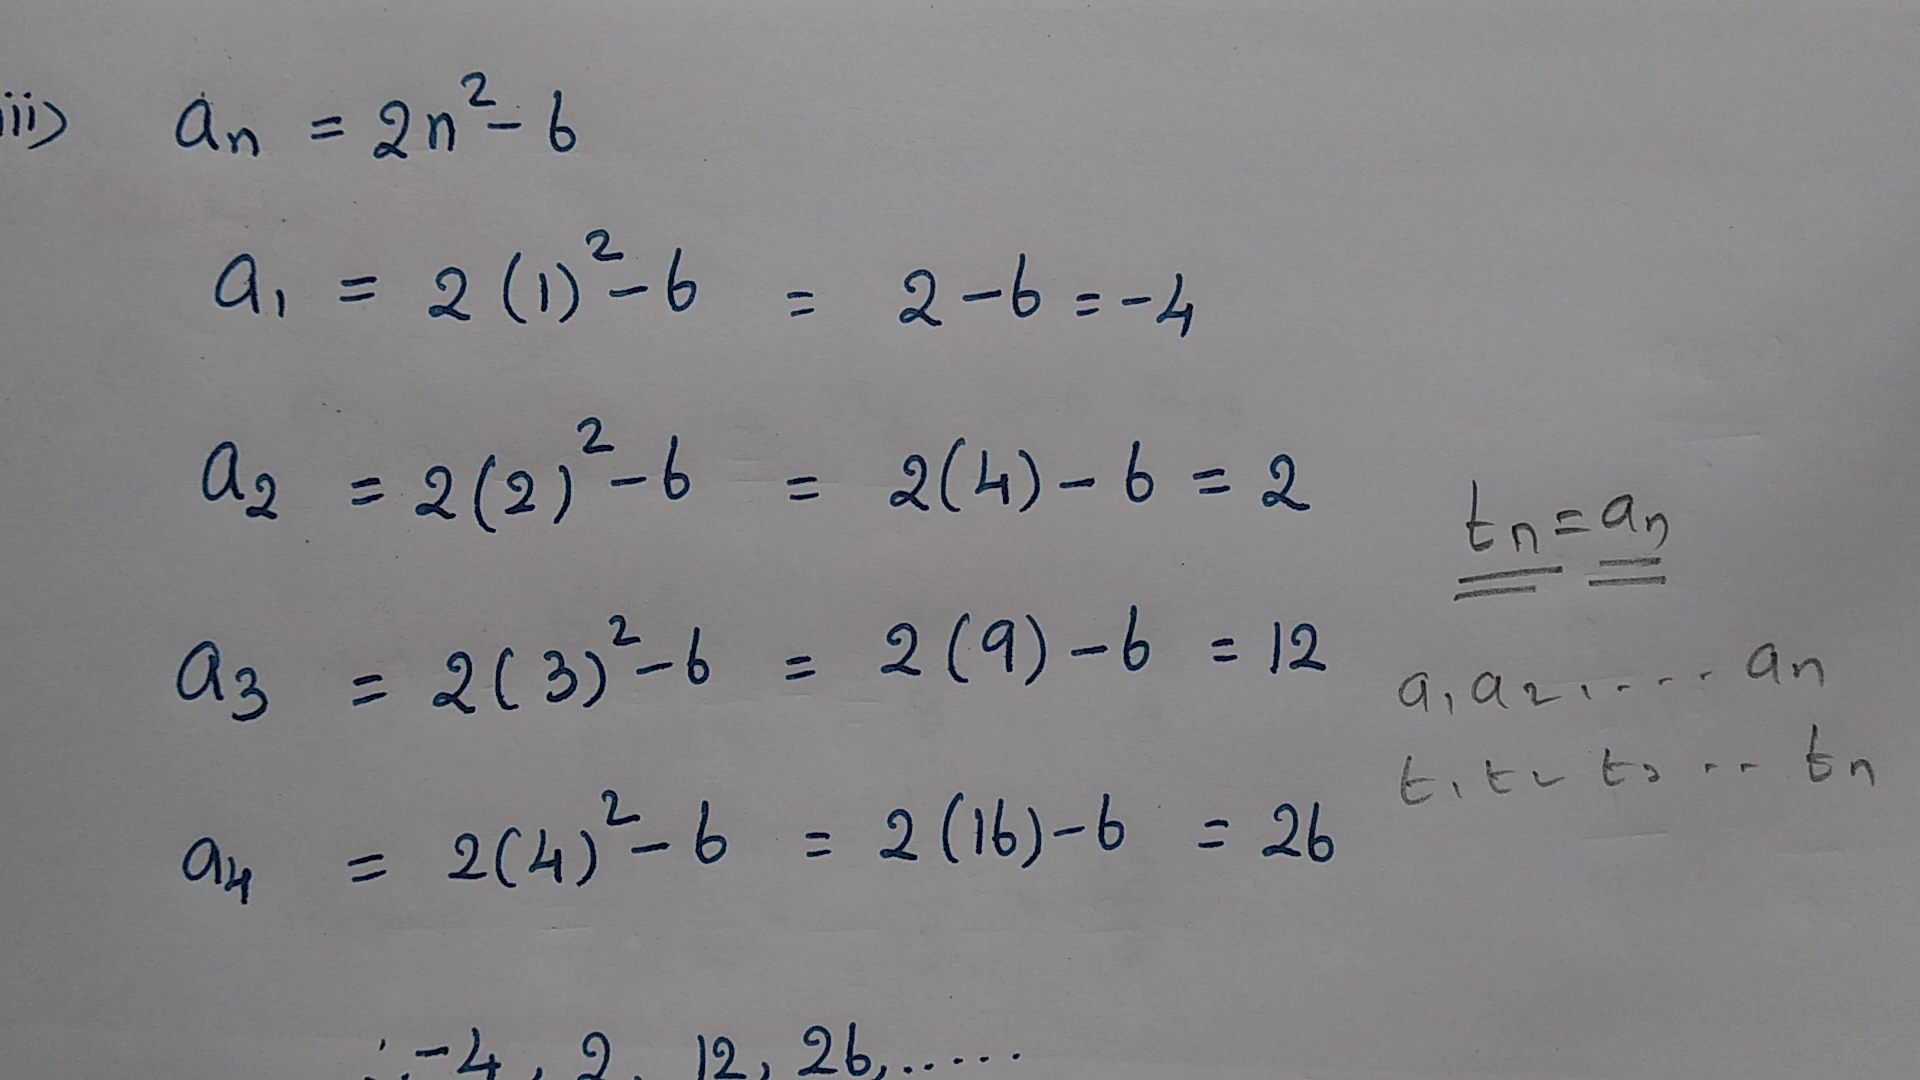 iii) aₙ = 2n² - 6
a₁ = 2(1)² - 6 = 2 - 6 = -4
a₂ = 2(2)² - 6 = 2(4) - 6 = 2
tₙ = aₙ
a₃ = 2(3)² - 6 = 2(9) - 6 = 12
a₁ a₂, .... aₙ
t₁ t₂ t₃ .... tₙ
a₄ = 2(4)² - 6 = 2(16) - 6 = 26
∴ -4, 2, 12, 26, .....